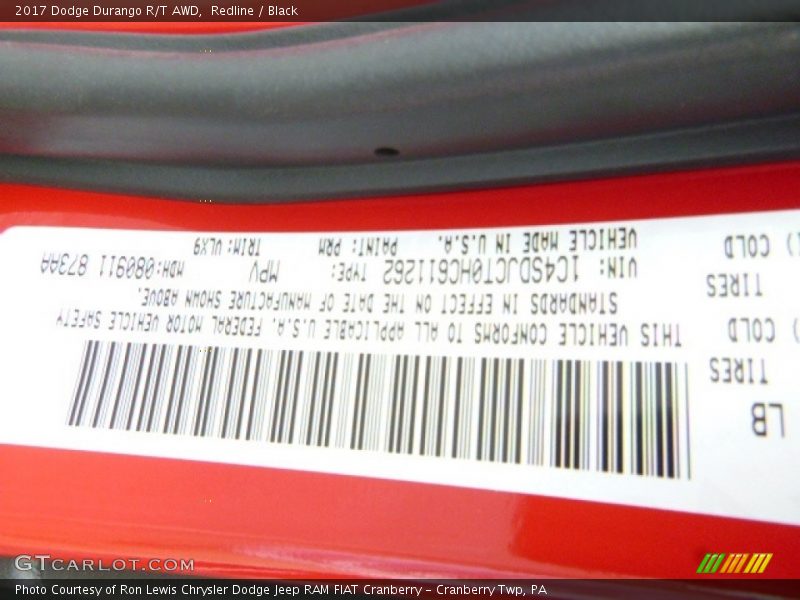 2017 Dodge Durango R/T AWD, Redline / Black
LB
TIRES
) COLD
TIRES
) COLD
THIS VEHICLE CONFORMS TO ALL APPLICABLE U.S.A. FEDERAL MOTOR VEHICLE SAFETY
STANDARDS IN EFFECT ON THE DATE OF MANUFACTURE SHOWN ABOVE.
VIN: 1C4SDJCT0HC611262 TYPE: MPV MDH:080911 873AA
VEHICLE MADE IN U.S.A. PAINT: PRM TRIM: VLX9
GTCARLOT.COM
Photo Courtesy of Ron Lewis Chrysler Dodge Jeep RAM FIAT Cranberry – Cranberry Twp, PA